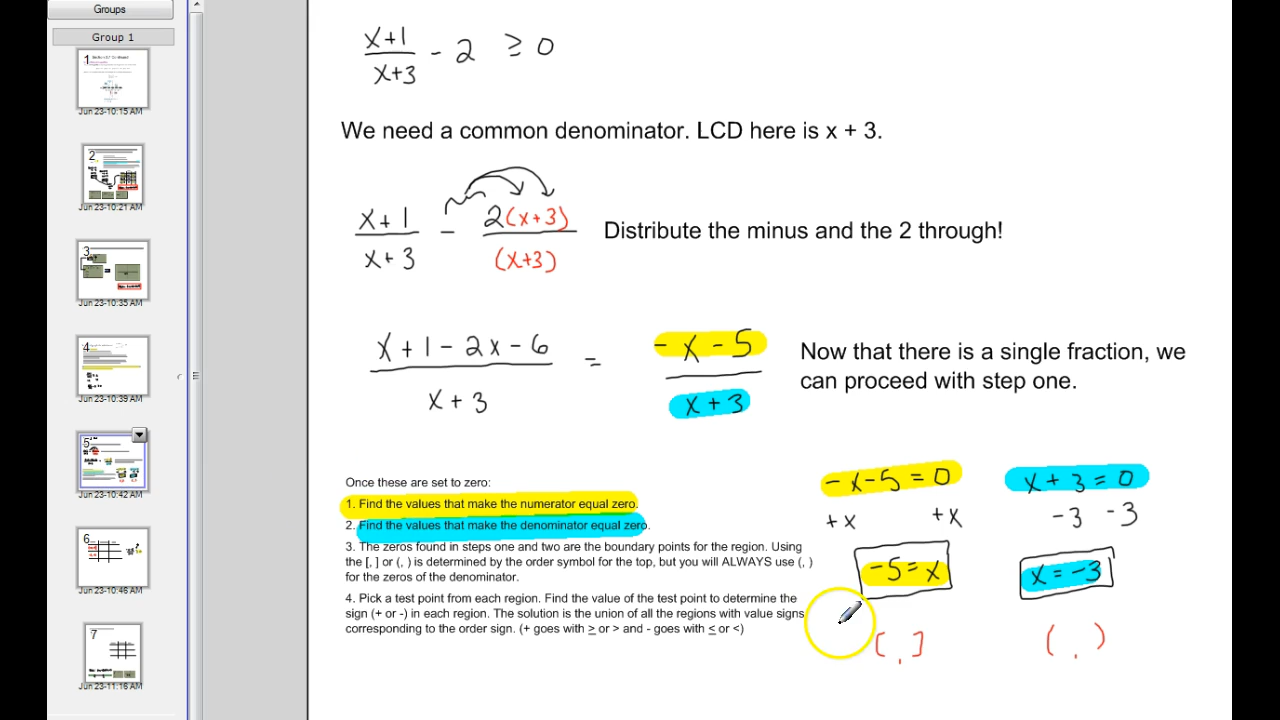 Groups
Group 1
1
Jun 23-10:15 AM
2
Jun 23-10:21 AM
3
Jun 23-10:35 AM
4
Jun 23-10:39 AM
5
Jun 23-10:42 AM
6
Jun 23-10:46 AM
7
Jun 23-11:16 AM
x+1
x+3
- 2 ≥ 0
We need a common denominator. LCD here is x + 3.
x+1
x+3
-
2(x+3)
(x+3)
Distribute the minus and the 2 through!
x+1-2x-6
x+3
=
-x-5
x+3
Now that there is a single fraction, we
can proceed with step one.
Once these are set to zero:
1. Find the values that make the numerator equal zero.
2. Find the values that make the denominator equal zero.
3. The zeros found in steps one and two are the boundary points for the region. Using
the [, ] or (, ) is determined by the order symbol for the top, but you will ALWAYS use (, )
for the zeros of the denominator.
4. Pick a test point from each region. Find the value of the test point to determine the
sign (+ or -) in each region. The solution is the union of all the regions with value signs
corresponding to the order sign. (+ goes with ≥ or > and - goes with ≤ or <)
-x-5=0
+x +x
-5=x
[ , ]
x+3=0
-3 -3
x=-3
( , )